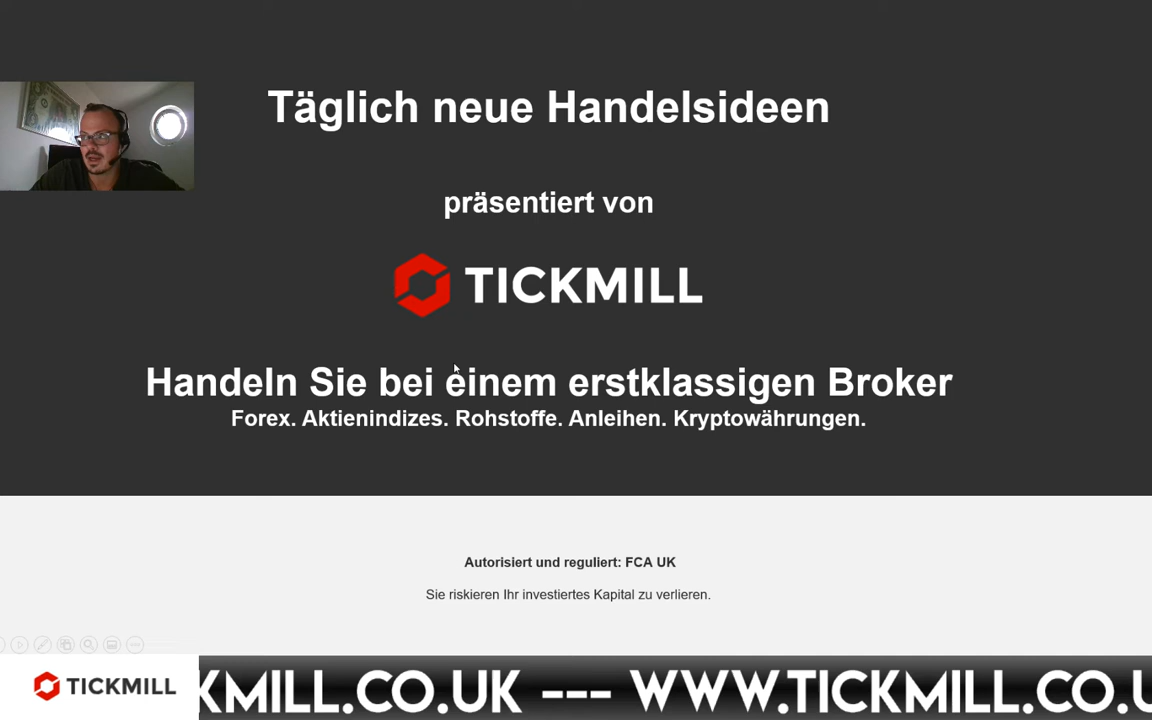 Täglich neue Handelsideen
präsentiert von
TICKMILL
Handeln Sie bei einem erstklassigen Broker
Forex. Aktienindizes. Rohstoffe. Anleihen. Kryptowährungen.
Autorisiert und reguliert: FCA UK
Sie riskieren Ihr investiertes Kapital zu verlieren.
TICKMILL KMILL.CO.UK --- WWW.TICKMILL.CO.U